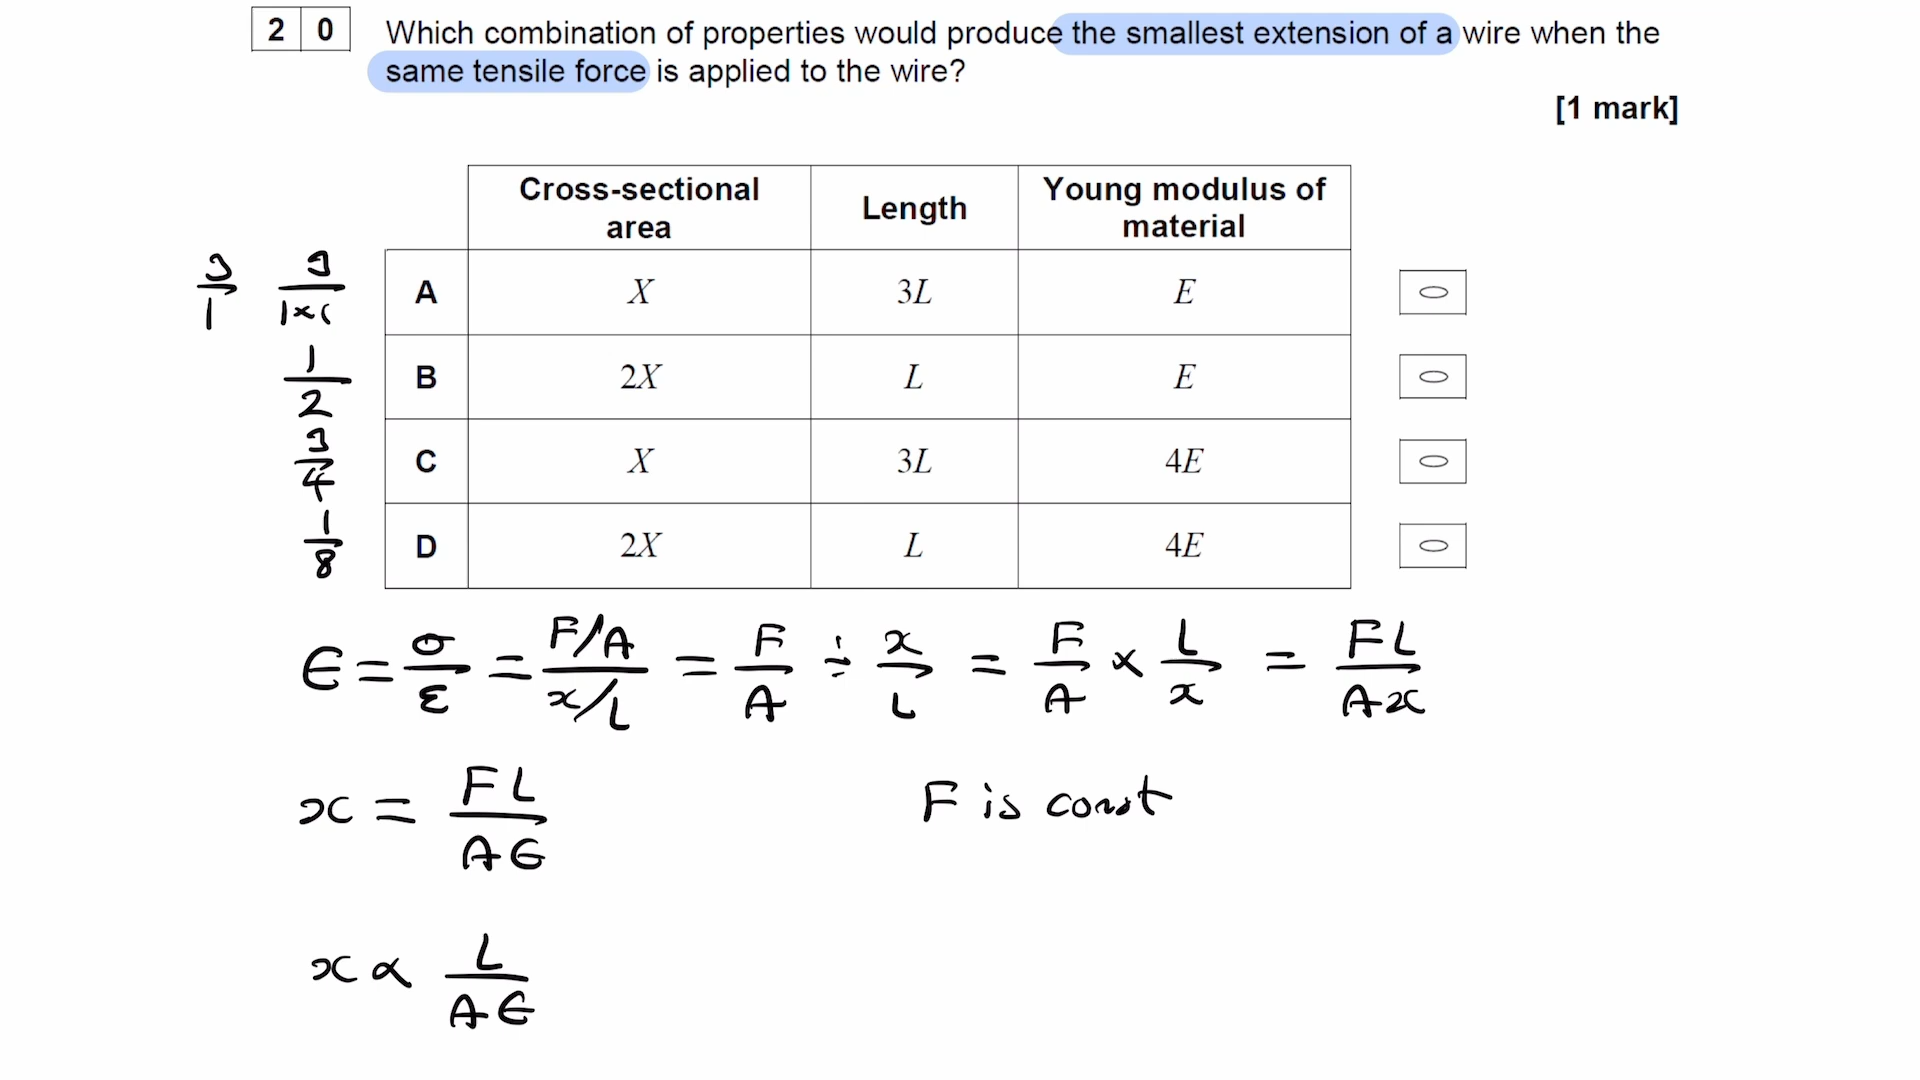 20 Which combination of properties would produce the smallest extension of a wire when the
same tensile force is applied to the wire?
[1 mark]
Cross-sectional area Length Young modulus of material
3/1 3/1×1 A X 3L E
1/2 B 2X L E
3/4 C X 3L 4E
1/8 D 2X L 4E
E = σ/ε = F/A / x/L = F/A ÷ x/L = F/A × L/x = FL/Ax
x = FL/AE F is const
x ∝ L/AE